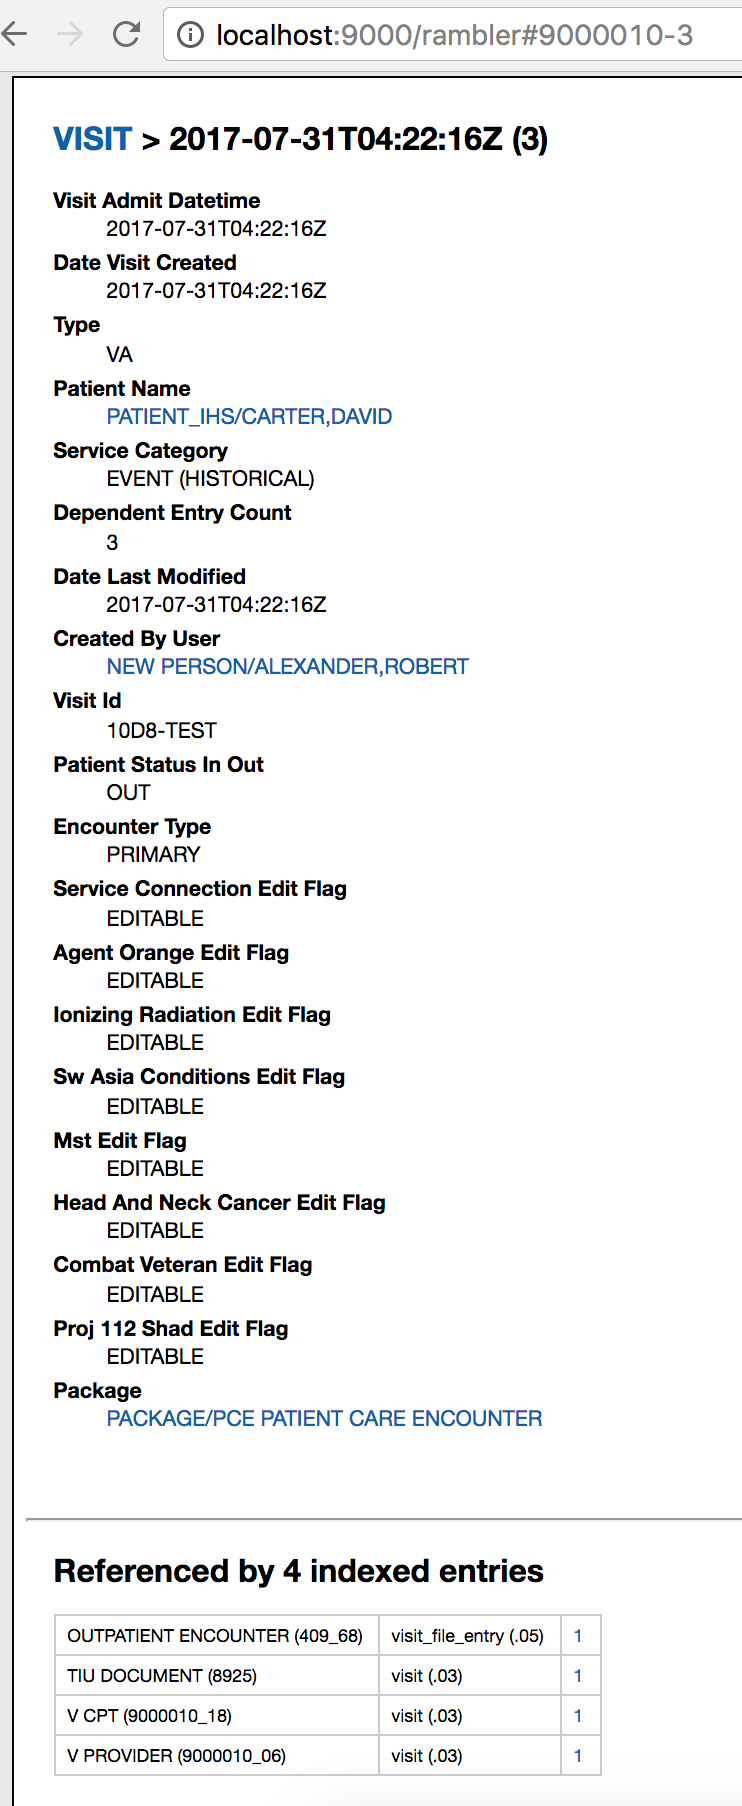 localhost:9000/rambler#9000010-3
VISIT > 2017-07-31T04:22:16Z (3)
Visit Admit Datetime
2017-07-31T04:22:16Z
Date Visit Created
2017-07-31T04:22:16Z
Type
VA
Patient Name
PATIENT_IHS/CARTER,DAVID
Service Category
EVENT (HISTORICAL)
Dependent Entry Count
3
Date Last Modified
2017-07-31T04:22:16Z
Created By User
NEW PERSON/ALEXANDER,ROBERT
Visit Id
10D8-TEST
Patient Status In Out
OUT
Encounter Type
PRIMARY
Service Connection Edit Flag
EDITABLE
Agent Orange Edit Flag
EDITABLE
Ionizing Radiation Edit Flag
EDITABLE
Sw Asia Conditions Edit Flag
EDITABLE
Mst Edit Flag
EDITABLE
Head And Neck Cancer Edit Flag
EDITABLE
Combat Veteran Edit Flag
EDITABLE
Proj 112 Shad Edit Flag
EDITABLE
Package
PACKAGE/PCE PATIENT CARE ENCOUNTER
Referenced by 4 indexed entries
OUTPATIENT ENCOUNTER (409_68) visit_file_entry (.05) 1
TIU DOCUMENT (8925) visit (.03) 1
V CPT (9000010_18) visit (.03) 1
V PROVIDER (9000010_06) visit (.03) 1